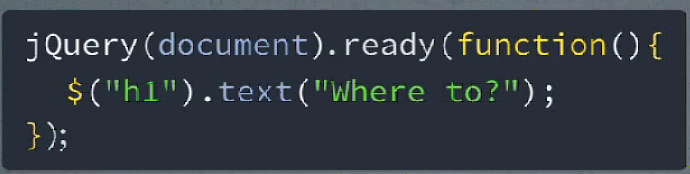 jQuery(document).ready(function(){
  $("h1").text("Where to?");
});